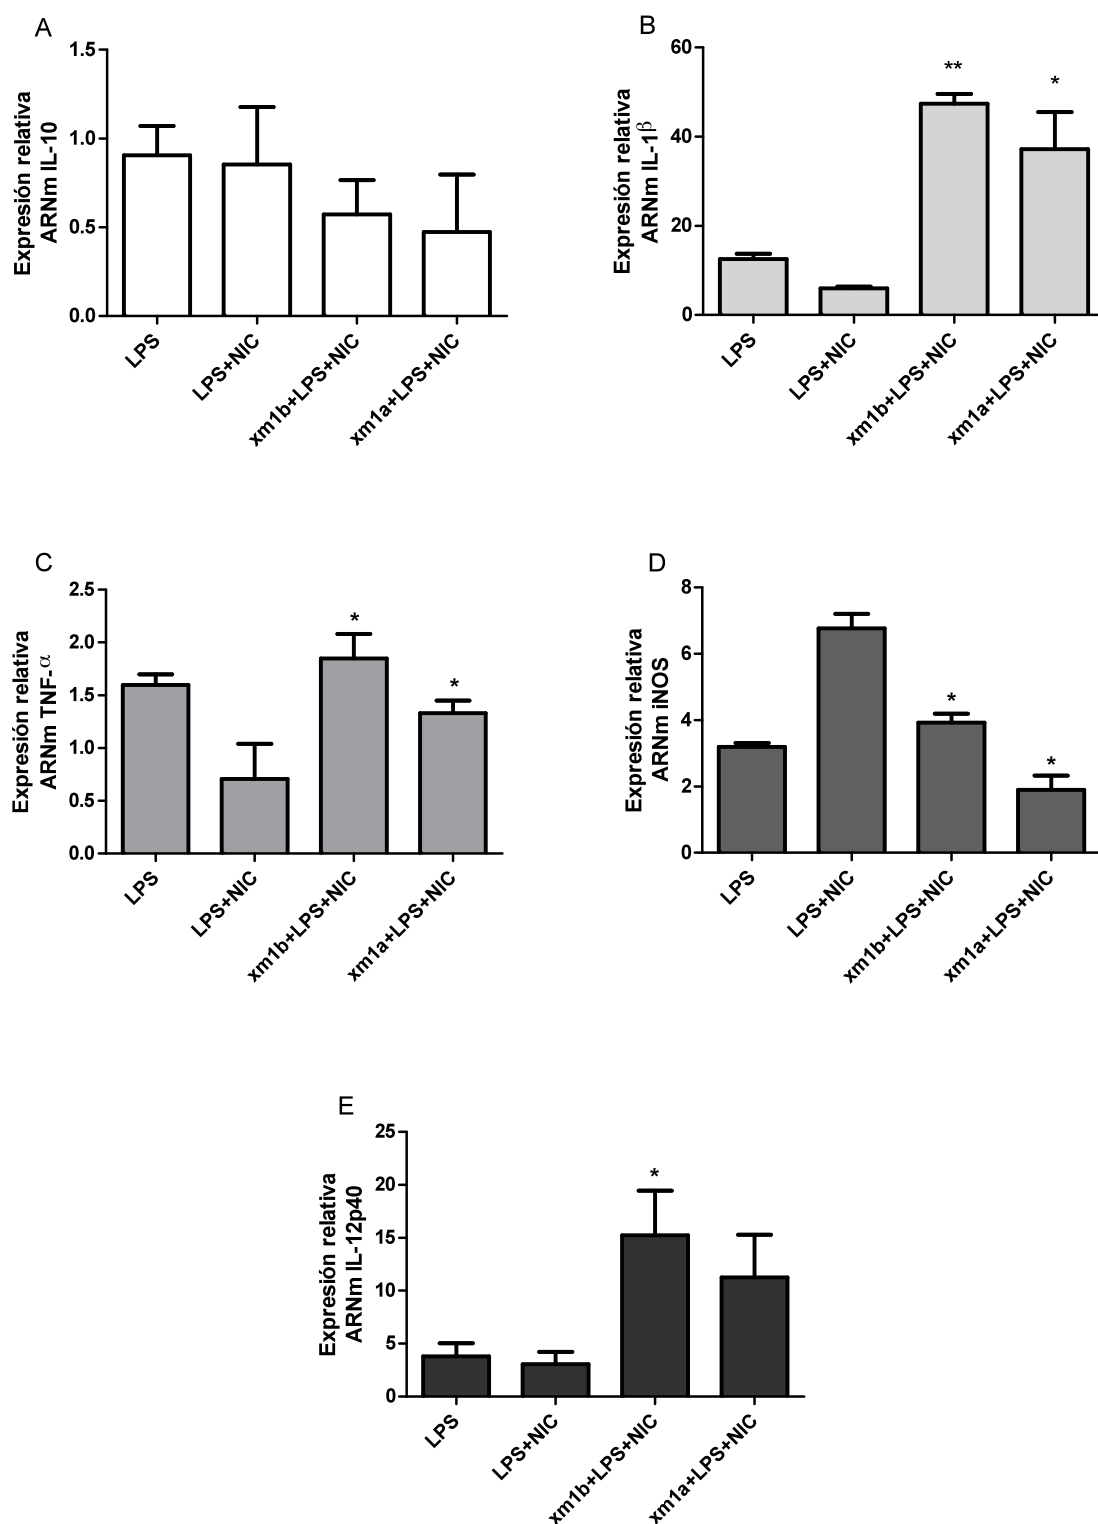 A
Expresión relativa
ARNm IL-10
1.5
1.0
0.5
0.0
LPS
LPS+NIC
xm1b+LPS+NIC
xm1a+LPS+NIC
B
Expresión relativa
ARNm IL-1β
60
40
20
0
**
*
LPS
LPS+NIC
xm1b+LPS+NIC
xm1a+LPS+NIC
C
Expresión relativa
ARNm TNF-α
2.5
2.0
1.5
1.0
0.5
0.0
*
*
LPS
LPS+NIC
xm1b+LPS+NIC
xm1a+LPS+NIC
D
Expresión relativa
ARNm iNOS
8
6
4
2
0
*
*
LPS
LPS+NIC
xm1b+LPS+NIC
xm1a+LPS+NIC
E
Expresión relativa
ARNm IL-12p40
25
20
15
10
5
0
*
LPS
LPS+NIC
xm1b+LPS+NIC
xm1a+LPS+NIC